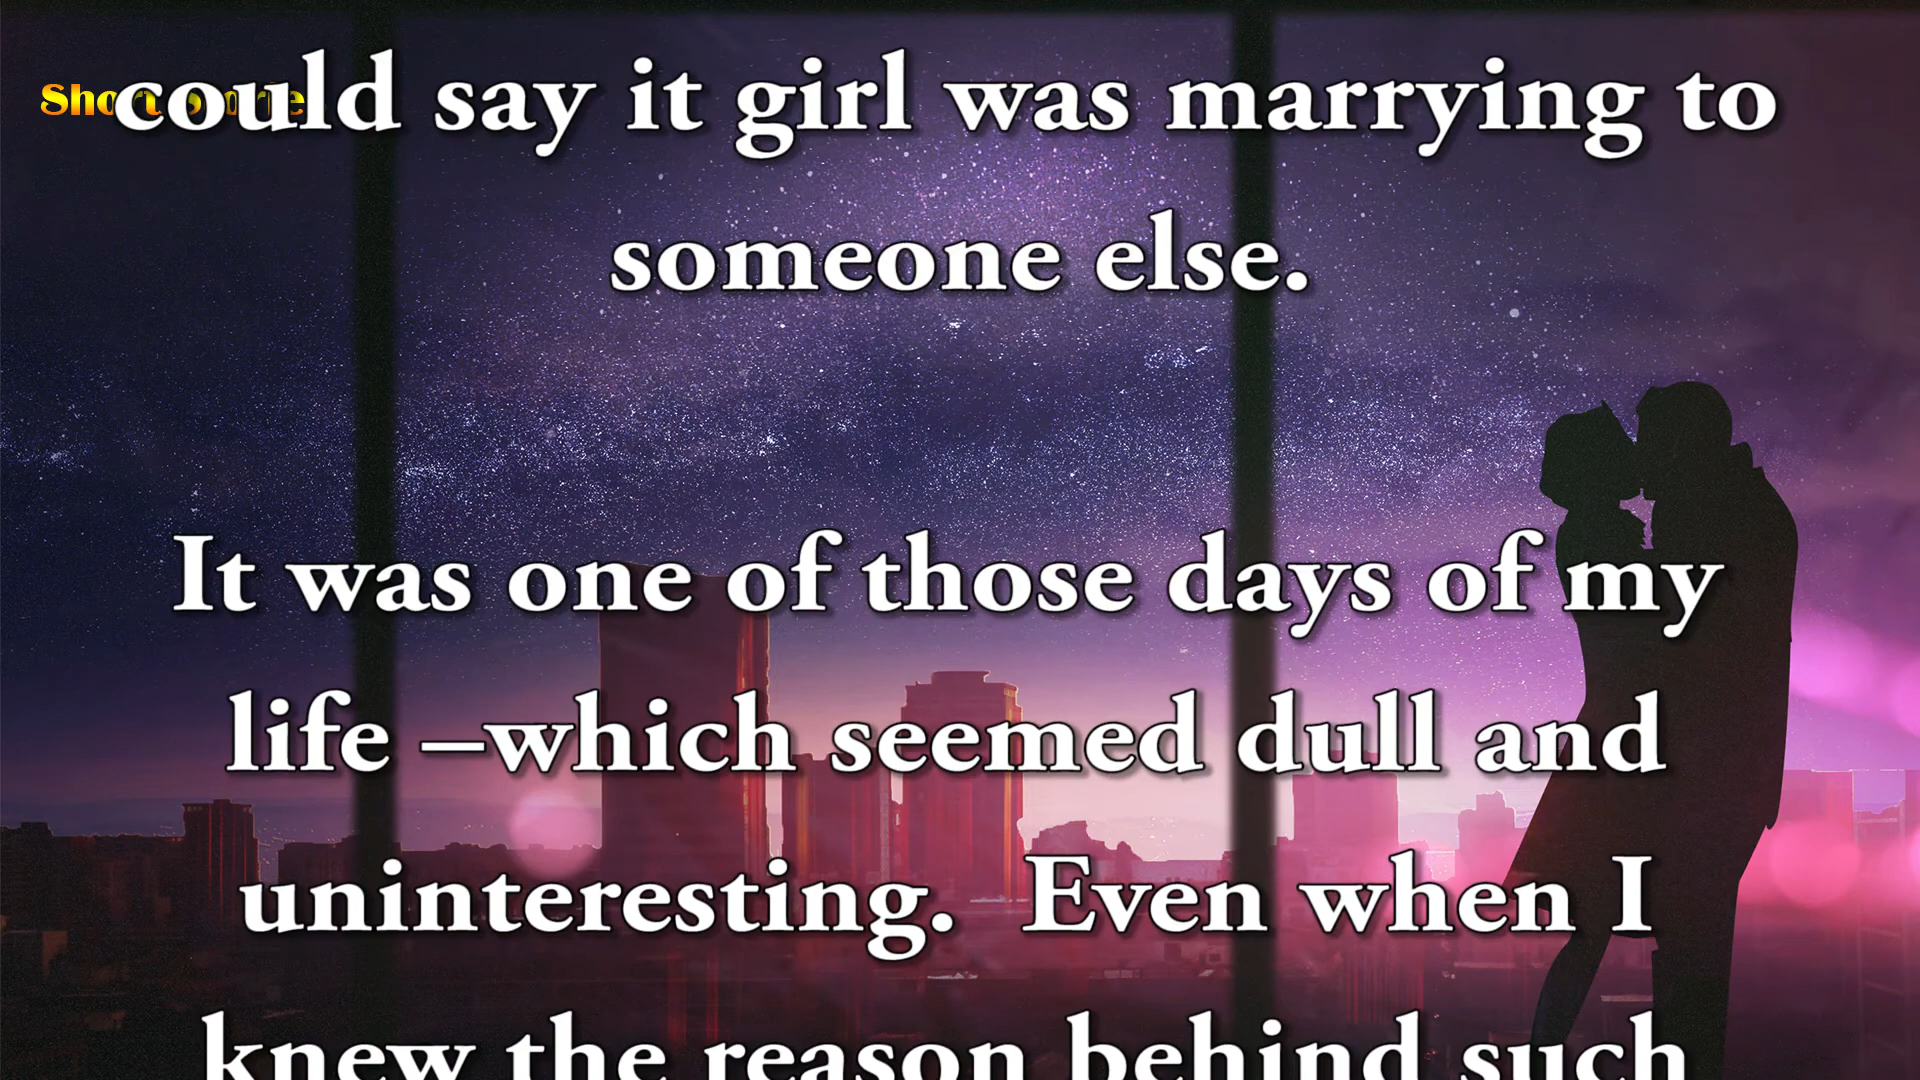 could say it girl was marrying to
someone else.
It was one of those days of my
life –which seemed dull and
uninteresting.  Even when I
knew the reason behind such